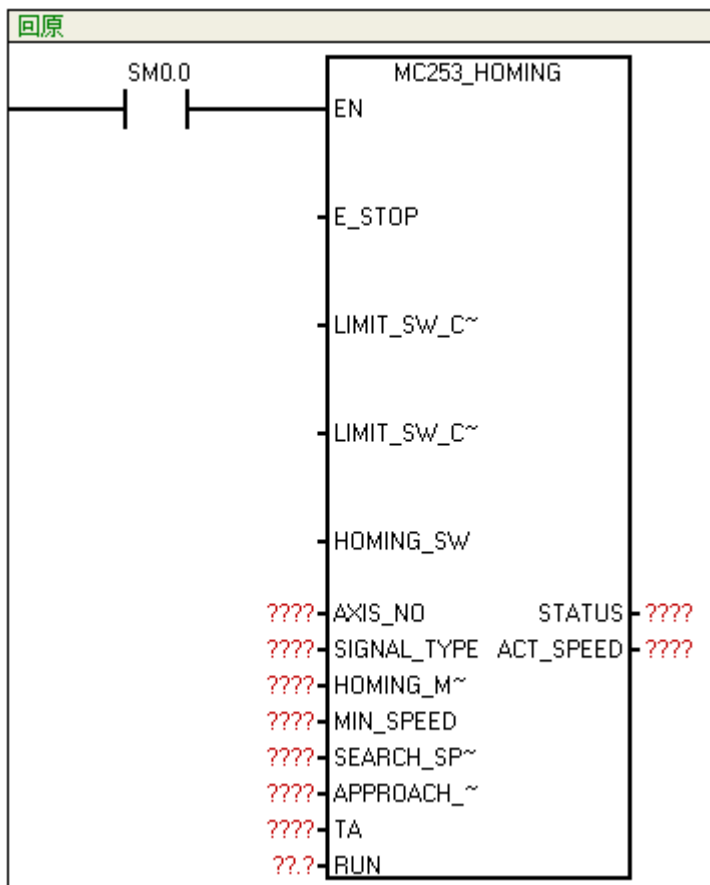 回原
SM0.0
MC253_HOMING
EN
E_STOP
LIMIT_SW_C~
LIMIT_SW_C~
HOMING_SW
???? AXIS_NO STATUS ????
???? SIGNAL_TYPE ACT_SPEED ????
???? HOMING_M~
???? MIN_SPEED
???? SEARCH_SP~
???? APPROACH_~
???? TA
??.? RUN